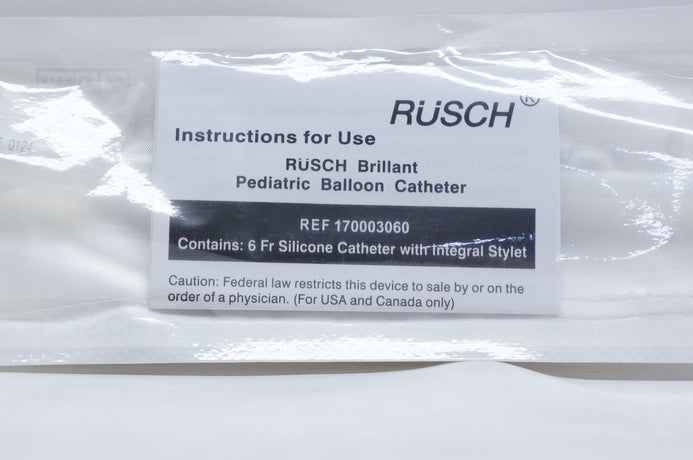 RÜSCH®
Instructions for Use
RÜSCH Brillant
Pediatric Balloon Catheter
REF 170003060
Contains: 6 Fr Silicone Catheter with Integral Stylet
Caution: Federal law restricts this device to sale by or on the
order of a physician. (For USA and Canada only)
0124